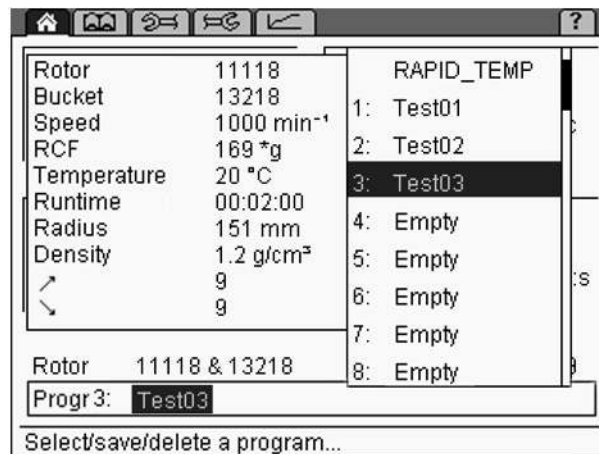 ?
Rotor 11118
Bucket 13218
Speed 1000 min⁻¹
RCF 169 *g
Temperature 20 °C
Runtime 00:02:00
Radius 151 mm
Density 1.2 g/cm³
↗ 9
↘ 9
RAPID_TEMP
1: Test01
2: Test02
3: Test03
4: Empty
5: Empty
6: Empty
7: Empty
8: Empty
:s
Rotor 11118 & 13218
Progr 3: Test03
Select/save/delete a program...